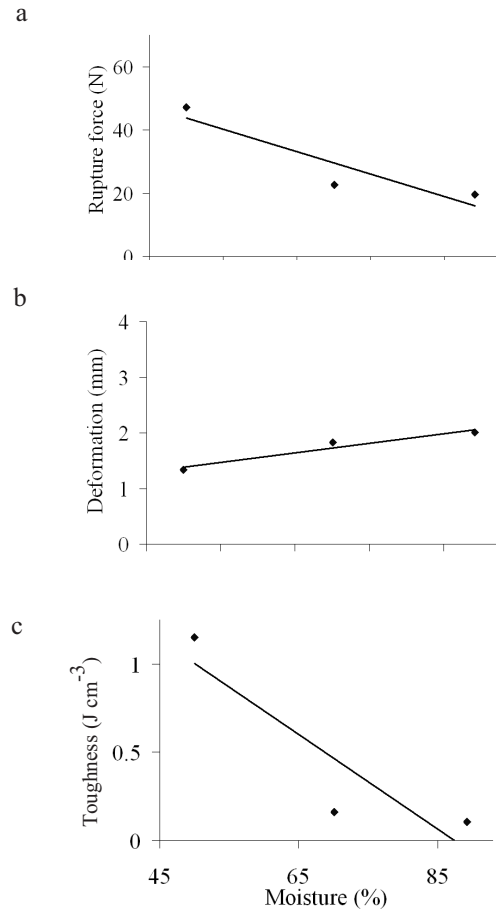 a
Rupture force (N)
60
40
20
0
b
Deformation (mm)
4
3
2
1
0
c
Toughness (J cm-3)
1
0.5
0
45 65 85
Moisture (%)